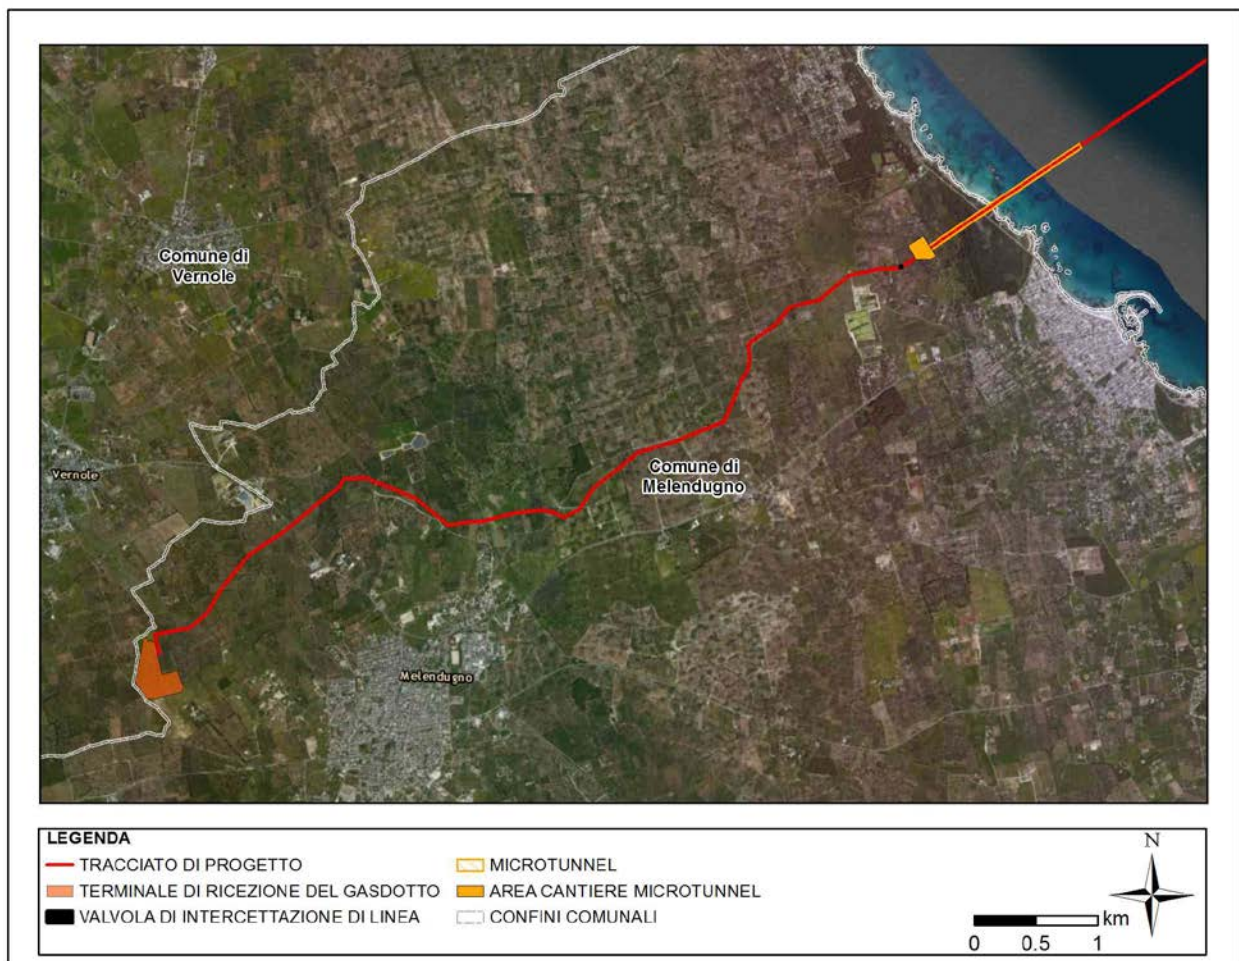 Comune di
Vernole
Vernole
Comune di
Melendugno
Melendugno
LEGENDA
TRACCIATO DI PROGETTO
TERMINALE DI RICEZIONE DEL GASDOTTO
VALVOLA DI INTERCETTAZIONE DI LINEA
MICROTUNNEL
AREA CANTIERE MICROTUNNEL
CONFINI COMUNALI
N
km
0 0.5 1